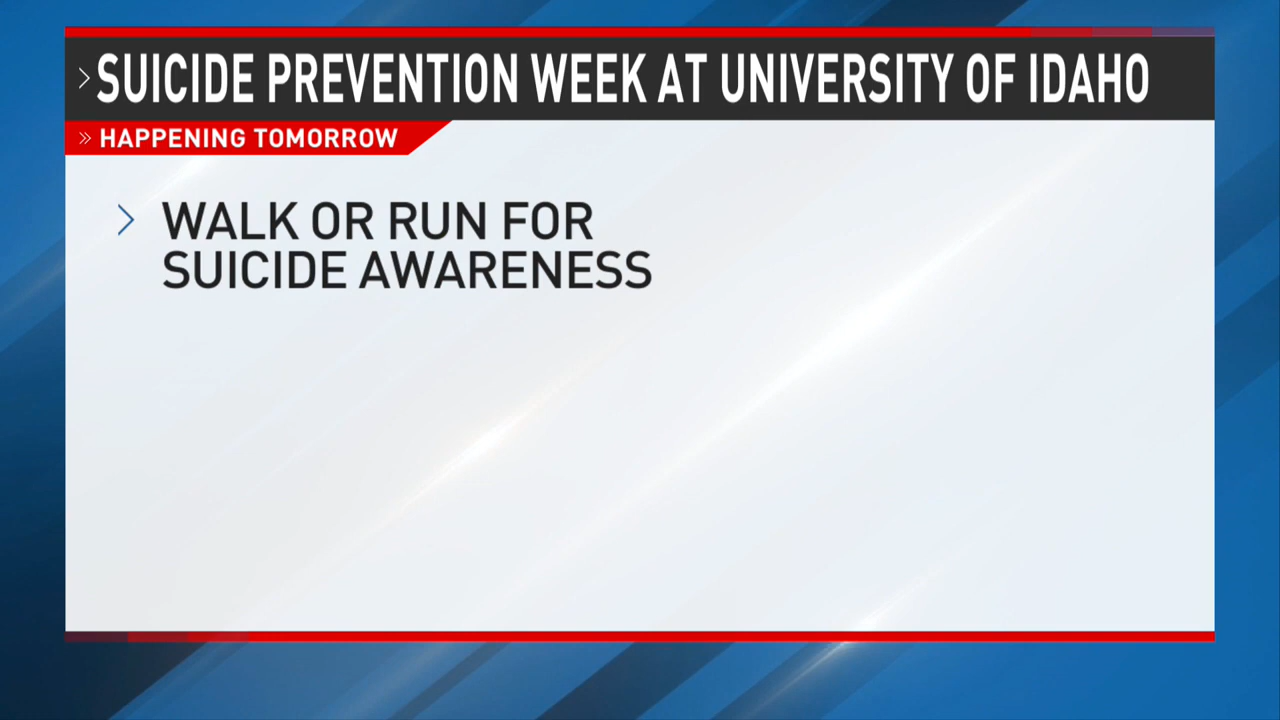 SUICIDE PREVENTION WEEK AT UNIVERSITY OF IDAHO
HAPPENING TOMORROW
WALK OR RUN FOR
SUICIDE AWARENESS